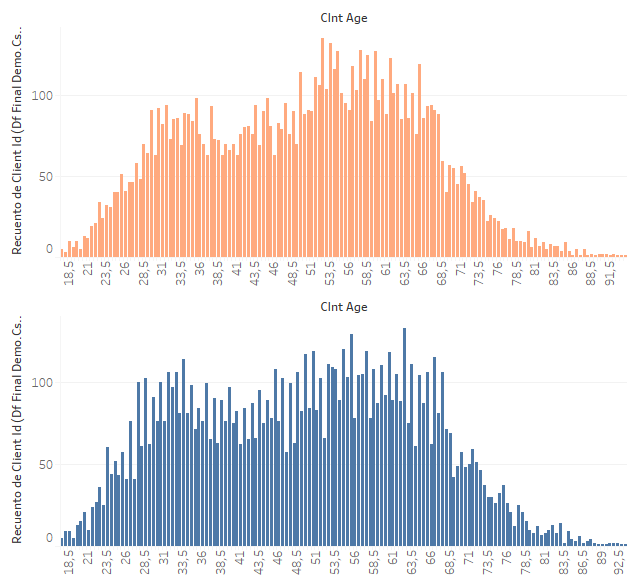 Clnt Age
Recuento de Client Id (Df Final Demo.Cs..
100
50
0
18,5 21 23,5 26 28,5 31 33,5 36 38,5 41 43,5 46 48,5 51 53,5 56 58,5 61 63,5 66 68,5 71 73,5 76 78,5 81 83,5 86 88,5 91,5
Clnt Age
Recuento de Client Id (Df Final Demo.Cs..
100
50
0
18,5 21 23,5 26 28,5 31 33,5 36 38,5 41 43,5 46 48,5 51 53,5 56 58,5 61 63,5 66 68,5 71 73,5 76 78,5 81 83,5 86,5 89 92,5